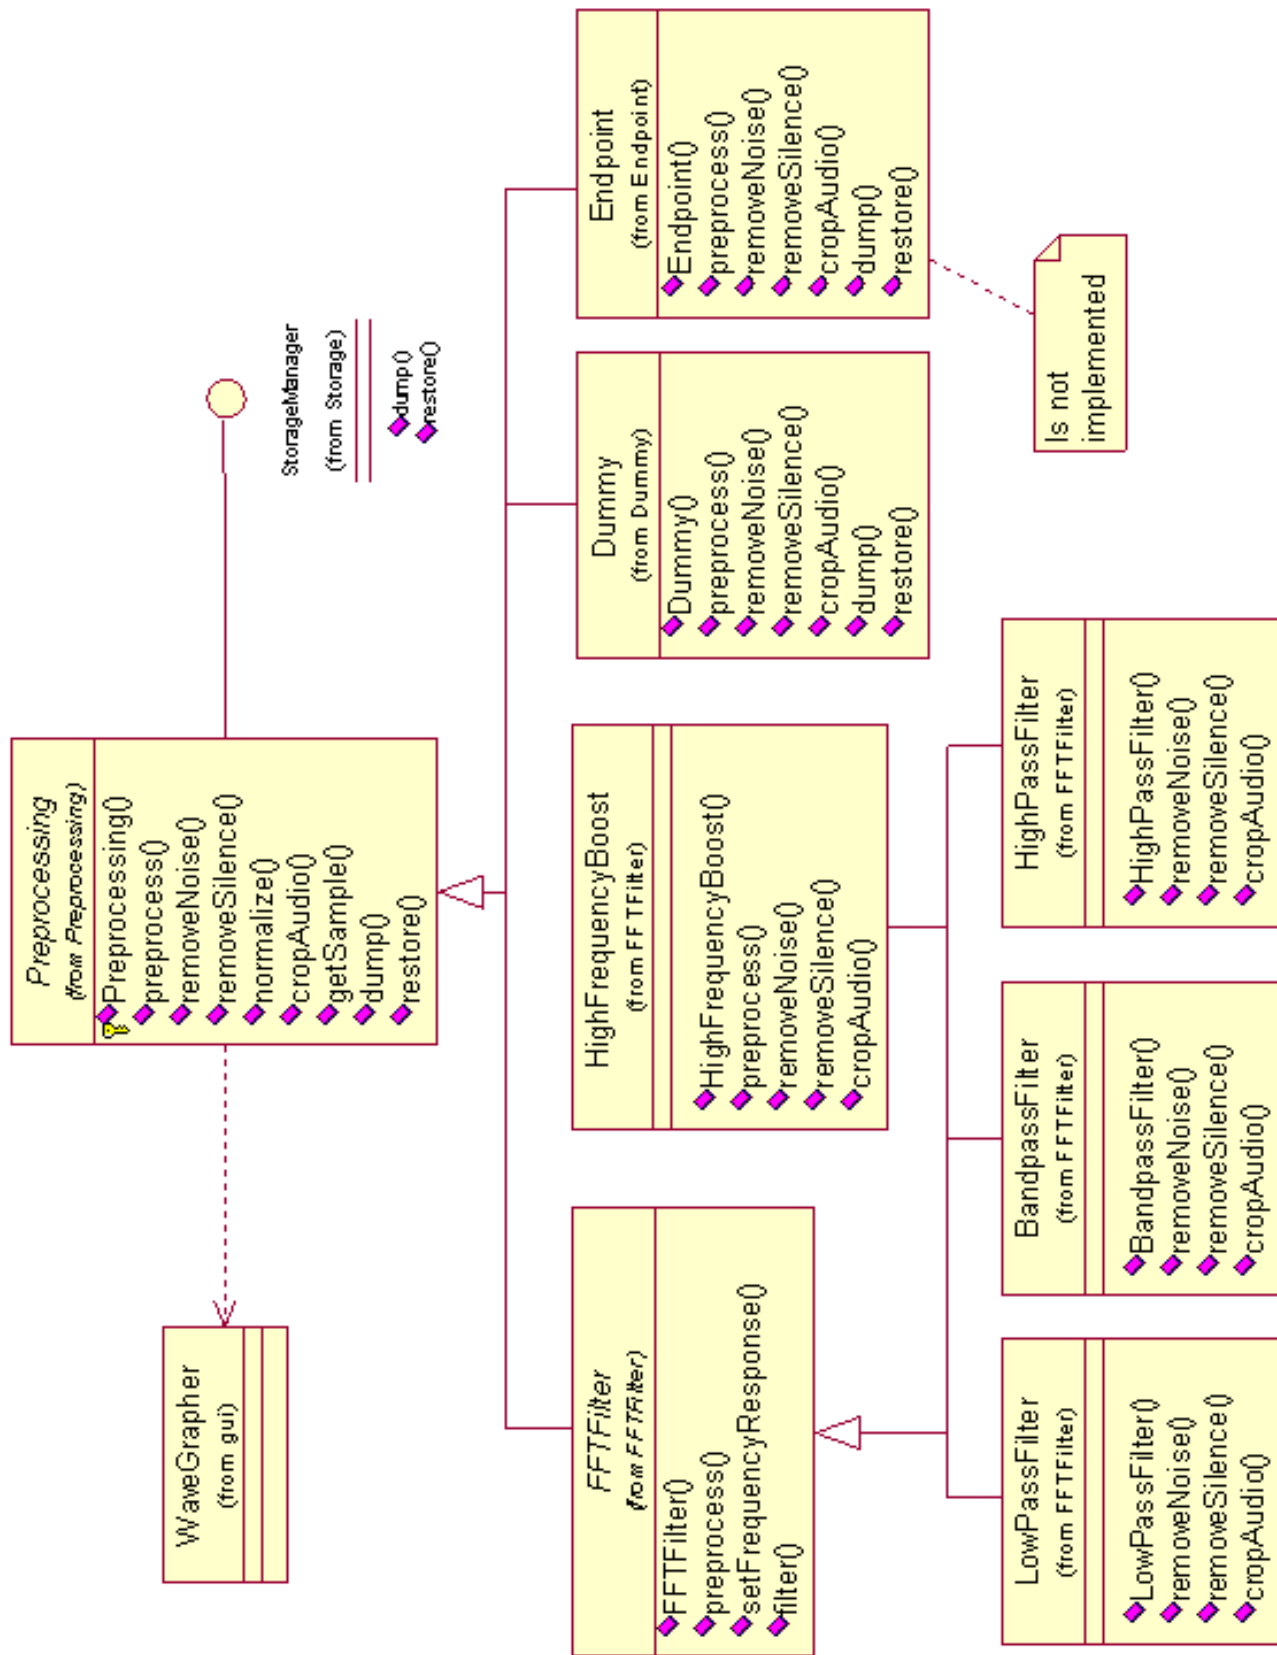 Preprocessing
(from Preprocessing)
Preprocessing()
preprocess()
removeNoise()
removeSilence()
normalize()
cropAudio()
getSample()
dump()
restore()
WaveGrapher
(from gui)
StorageManager
(from Storage)
dump()
restore()
FFTFilter
(from FFTFilter)
FFTFilter()
preprocess()
setFrequencyResponse()
filter()
HighFrequencyBoost
(from FFTFilter)
HighFrequencyBoost()
preprocess()
removeNoise()
removeSilence()
cropAudio()
Dummy
(from Dummy)
Dummy()
preprocess()
removeNoise()
removeSilence()
cropAudio()
dump()
restore()
Endpoint
(from Endpoint)
Endpoint()
preprocess()
removeNoise()
removeSilence()
cropAudio()
dump()
restore()
LowPassFilter
(from FFTFilter)
LowPassFilter()
removeNoise()
removeSilence()
cropAudio()
BandpassFilter
(from FFTFilter)
BandpassFilter()
removeNoise()
removeSilence()
cropAudio()
HighPassFilter
(from FFTFilter)
HighPassFilter()
removeNoise()
removeSilence()
cropAudio()
Is not
implemented